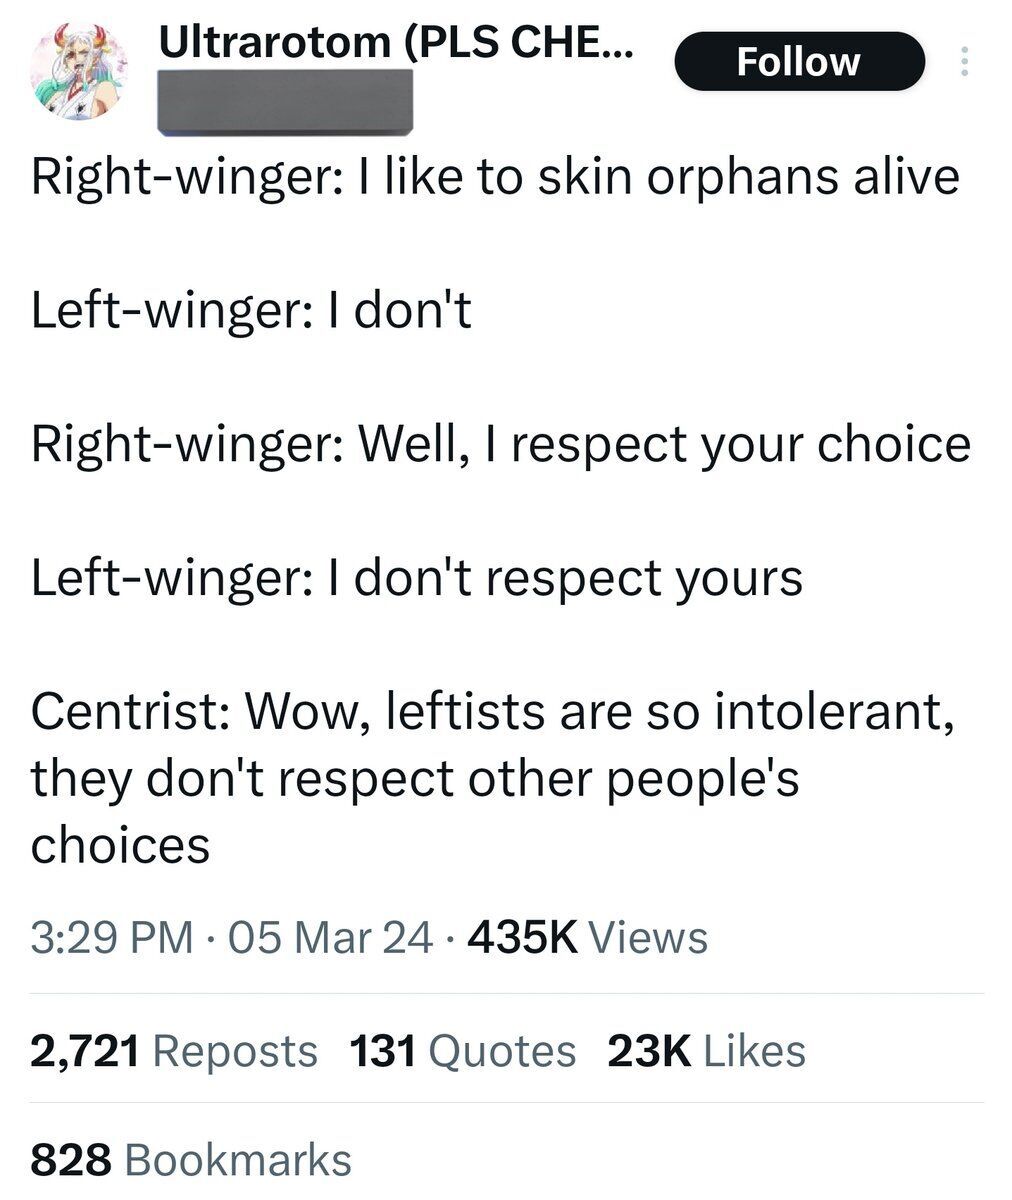 Ultrarotom (PLS CHE...
Follow
Right-winger: I like to skin orphans alive
Left-winger: I don't
Right-winger: Well, I respect your choice
Left-winger: I don't respect yours
Centrist: Wow, leftists are so intolerant,
they don't respect other people's
choices
3:29 PM · 05 Mar 24 · 435K Views
2,721 Reposts 131 Quotes 23K Likes
828 Bookmarks